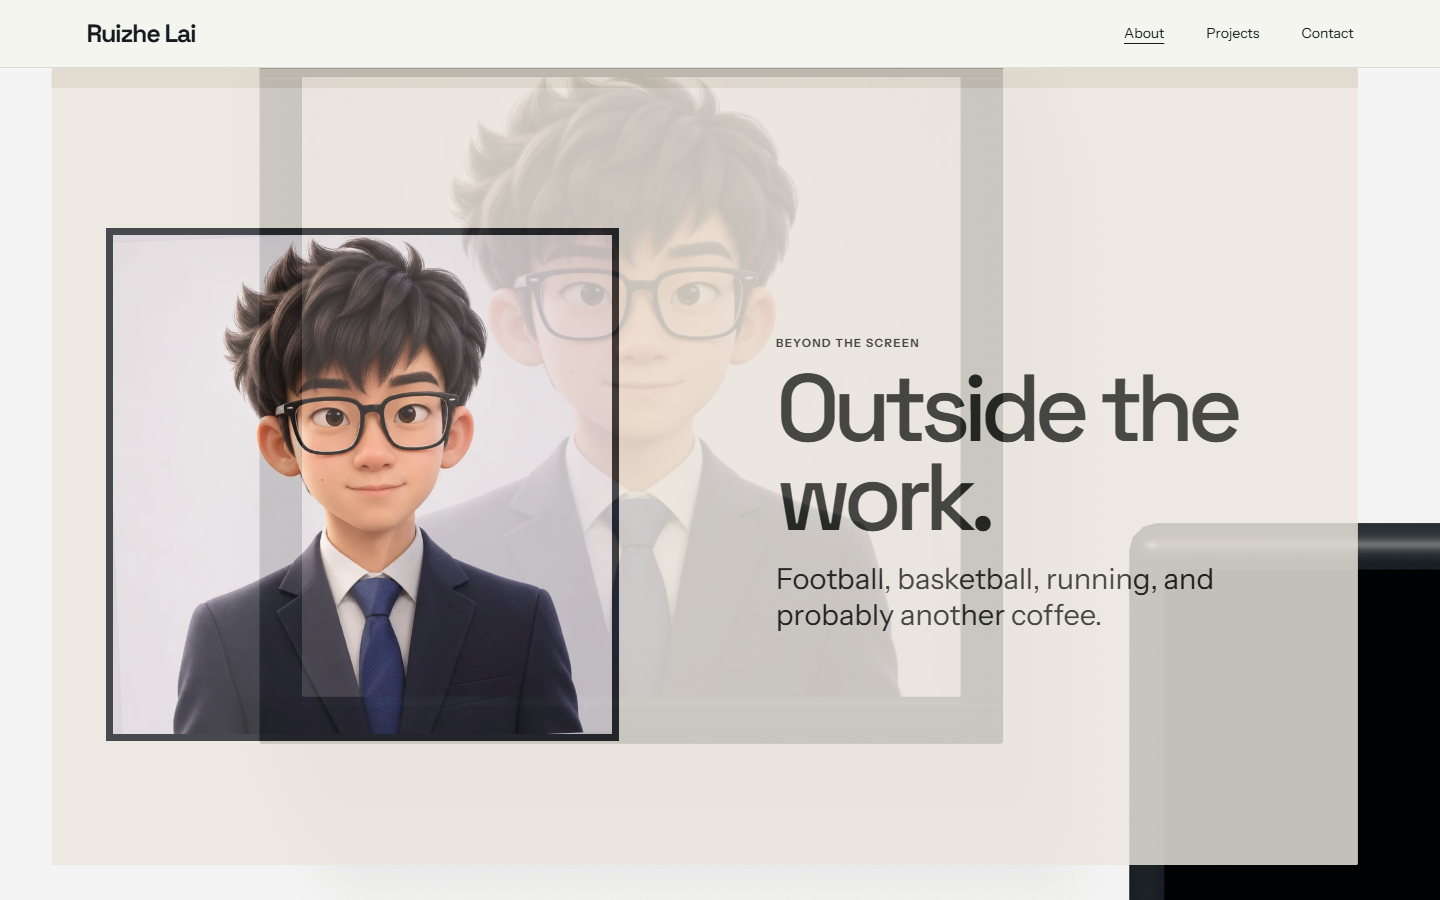 Ruizhe Lai
About
Projects
Contact
BEYOND THE SCREEN
Outside the
work.
Football, basketball, running, and
probably another coffee.